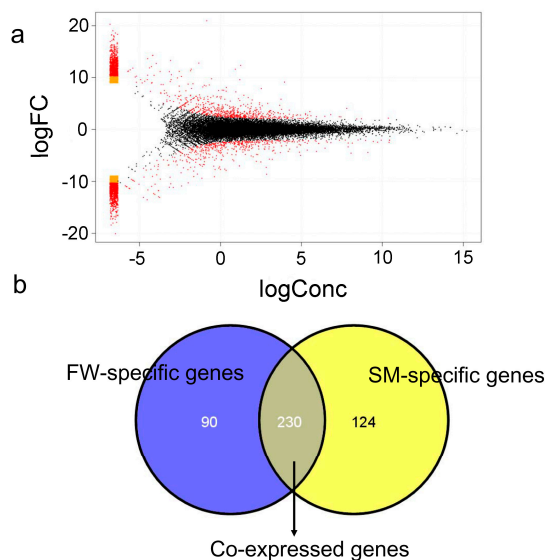 a
20
10
0
-10
-20
logFC
-5
0
5
10
15
logConc
b
FW-specific genes
SM-specific genes
90
230
124
Co-expressed genes